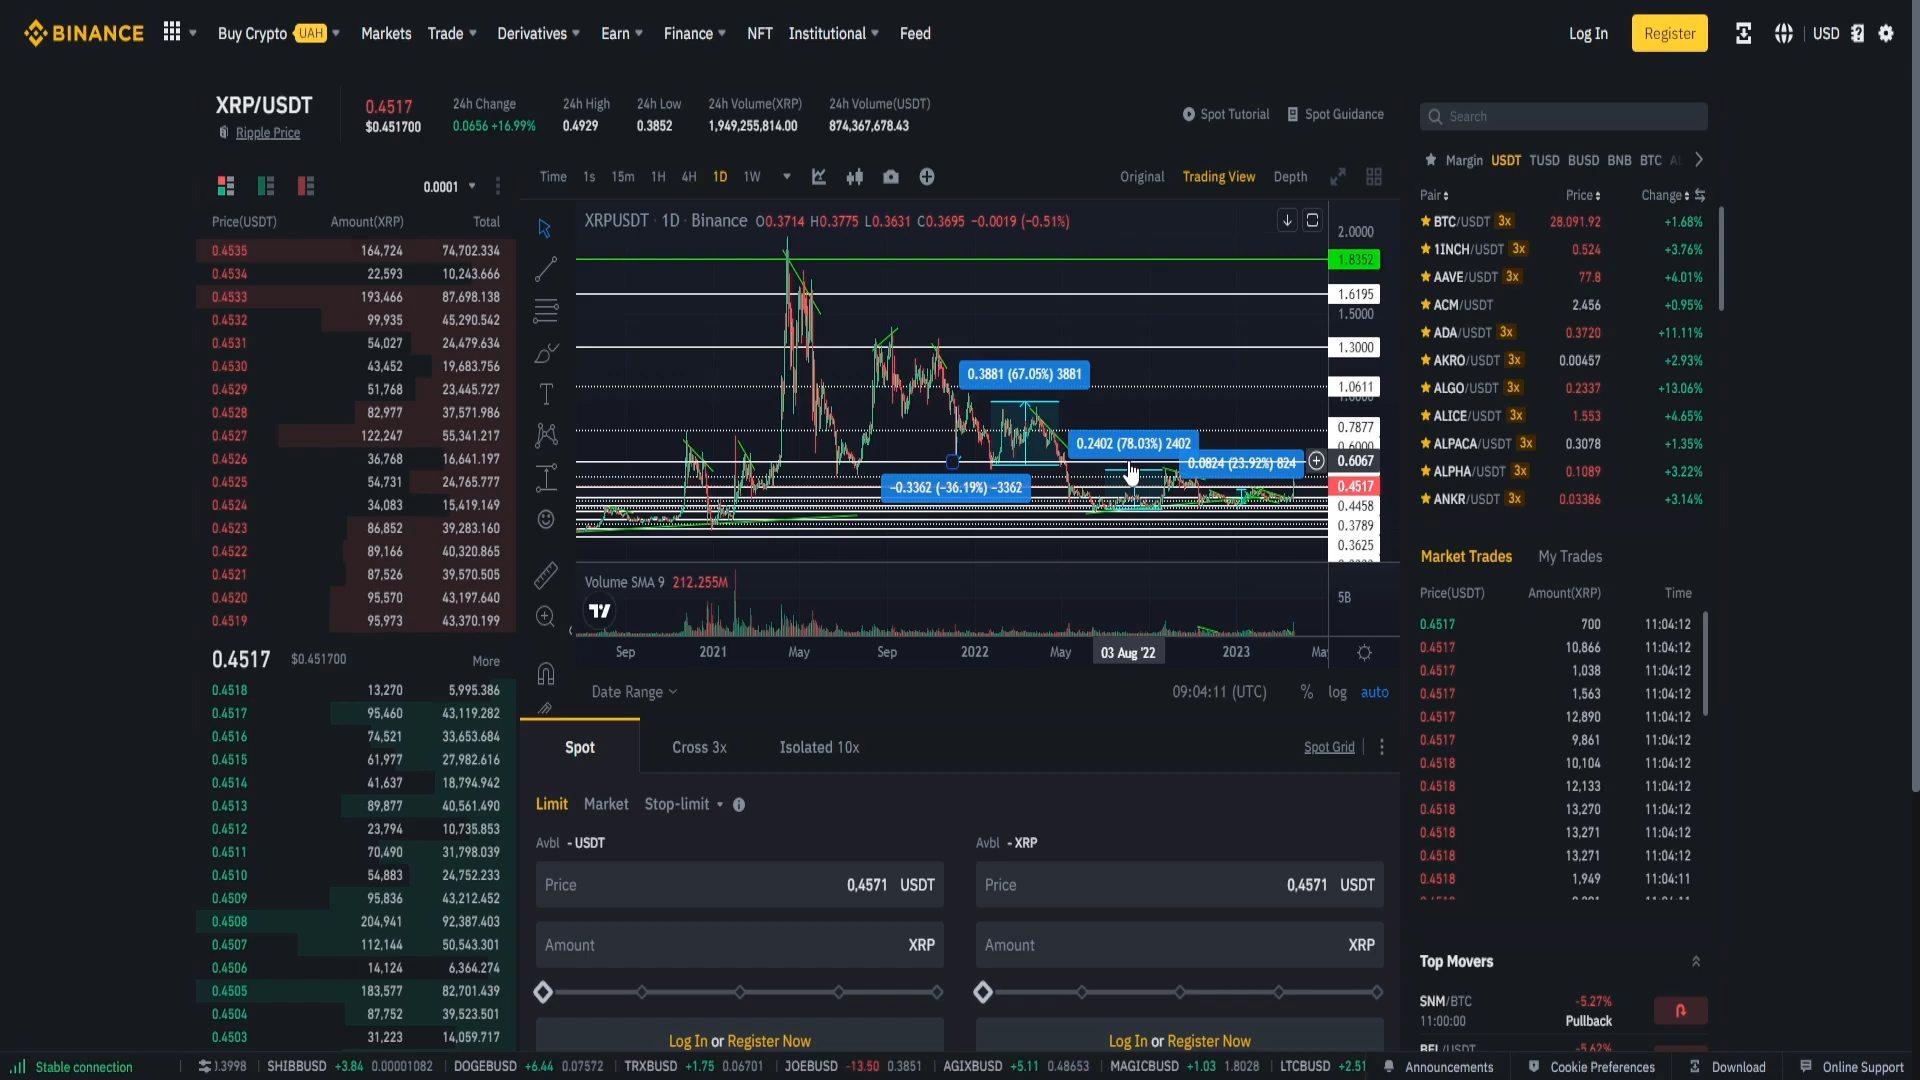 BINANCE
Buy Crypto UAH Markets Trade Derivatives Earn Finance NFT Institutional Feed
Log In Register USD
XRP/USDT
Ripple Price
0.4517
$0.451700
24h Change
0.0656 +16.99%
24h High
0.4929
24h Low
0.3852
24h Volume(XRP)
1,949,255,814.00
24h Volume(USDT)
874,367,678.43
Spot Tutorial Spot Guidance
0.0001
Price(USDT) Amount(XRP) Total
0.4535 164,724 74,702.334
0.4534 22,593 10,243.666
0.4533 193,466 87,698.138
0.4532 99,935 45,290.542
0.4531 54,027 24,479.634
0.4530 43,452 19,683.756
0.4529 51,768 23,445.727
0.4528 82,977 37,571.986
0.4527 122,247 55,341.217
0.4526 36,768 16,641.197
0.4525 54,731 24,765.777
0.4524 34,083 15,419.149
0.4523 86,852 39,283.160
0.4522 89,166 40,320.865
0.4521 87,526 39,570.505
0.4520 95,570 43,197.640
0.4519 95,973 43,370.199
0.4517 $0.451700 More
0.4518 13,270 5,995.386
0.4517 95,460 43,119.282
0.4516 74,521 33,653.684
0.4515 61,977 27,982.616
0.4514 41,637 18,794.942
0.4513 89,877 40,561.490
0.4512 23,794 10,735.853
0.4511 70,490 31,798.039
0.4510 54,883 24,752.233
0.4509 95,836 43,212.452
0.4508 204,941 92,387.403
0.4507 112,144 50,543.301
0.4506 14,124 6,364.274
0.4505 183,577 82,701.439
0.4504 87,752 39,523.501
0.4503 31,223 14,059.717
Time 1s 15m 1H 4H 1D 1W
Original Trading View Depth
XRPUSDT · 1D · Binance O0.3714 H0.3775 L0.3631 C0.3695 −0.0019 (−0.51%)
2.0000
1.8352
1.6195
1.5000
1.3000
1.0611
0.7877
0.6067
0.4517
0.4458
0.3789
0.3625
0.3881 (67.05%) 3881
0.2402 (78.03%) 2402
0.0824 (23.92%) 824
−0.3362 (−36.19%) −3362
Volume SMA 9 212.255M
5B
Sep 2021 May Sep 2022 May 03 Aug '22 2023
Date Range 09:04:11 (UTC) % log auto
Spot Cross 3x Isolated 10x Spot Grid
Limit Market Stop-limit
Avbl - USDT
Price 0,4571 USDT
Amount XRP
Log In or Register Now
Avbl - XRP
Price 0,4571 USDT
Amount XRP
Log In or Register Now
Search
Margin USDT TUSD BUSD BNB BTC
Pair Price Change
BTC/USDT 3x 28,091.92 +1.68%
1INCH/USDT 3x 0.524 +3.76%
AAVE/USDT 3x 77.8 +4.01%
ACM/USDT 2.456 +0.95%
ADA/USDT 3x 0.3720 +11.11%
AKRO/USDT 3x 0.00457 +2.93%
ALGO/USDT 3x 0.2337 +13.06%
ALICE/USDT 3x 1.553 +4.65%
ALPACA/USDT 3x 0.3078 +1.35%
ALPHA/USDT 3x 0.1089 +3.22%
ANKR/USDT 3x 0.03386 +3.14%
Market Trades My Trades
Price(USDT) Amount(XRP) Time
0.4517 700 11:04:12
0.4517 10,866 11:04:12
0.4517 1,038 11:04:12
0.4517 1,563 11:04:12
0.4517 12,890 11:04:12
0.4517 9,861 11:04:12
0.4518 10,104 11:04:12
0.4518 12,133 11:04:12
0.4518 13,270 11:04:12
0.4518 13,271 11:04:12
0.4518 13,271 11:04:12
0.4518 1,949 11:04:11
Top Movers
SNM/BTC -5.27%
11:00:00 Pullback
BEL/USDT -5.62%
Stable connection SHIBBUSD +3.84 0.00001082 DOGEBUSD +6.44 0.07572 TRXBUSD +1.75 0.06701 JOEBUSD -13.50 0.3851 AGIXBUSD +5.11 0.48653 MAGICBUSD +1.03 1.8028 LTCBUSD +2.51 Announcements Cookie Preferences Download Online Support